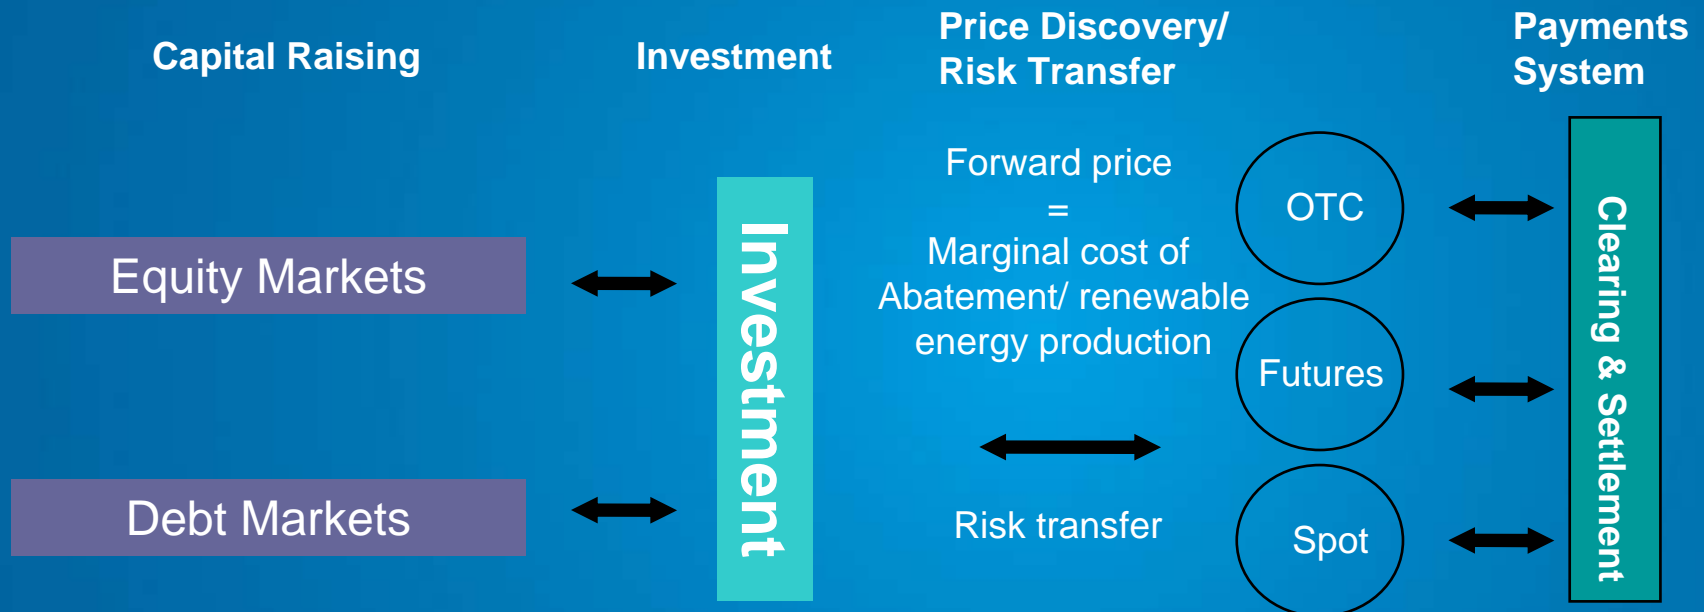 Capital Raising
Investment
Price Discovery/
Risk Transfer
Payments
System
Equity Markets
Debt Markets
Investment
Forward price
=
Marginal cost of
Abatement/ renewable
energy production
Risk transfer
OTC
Futures
Spot
Clearing & Settlement